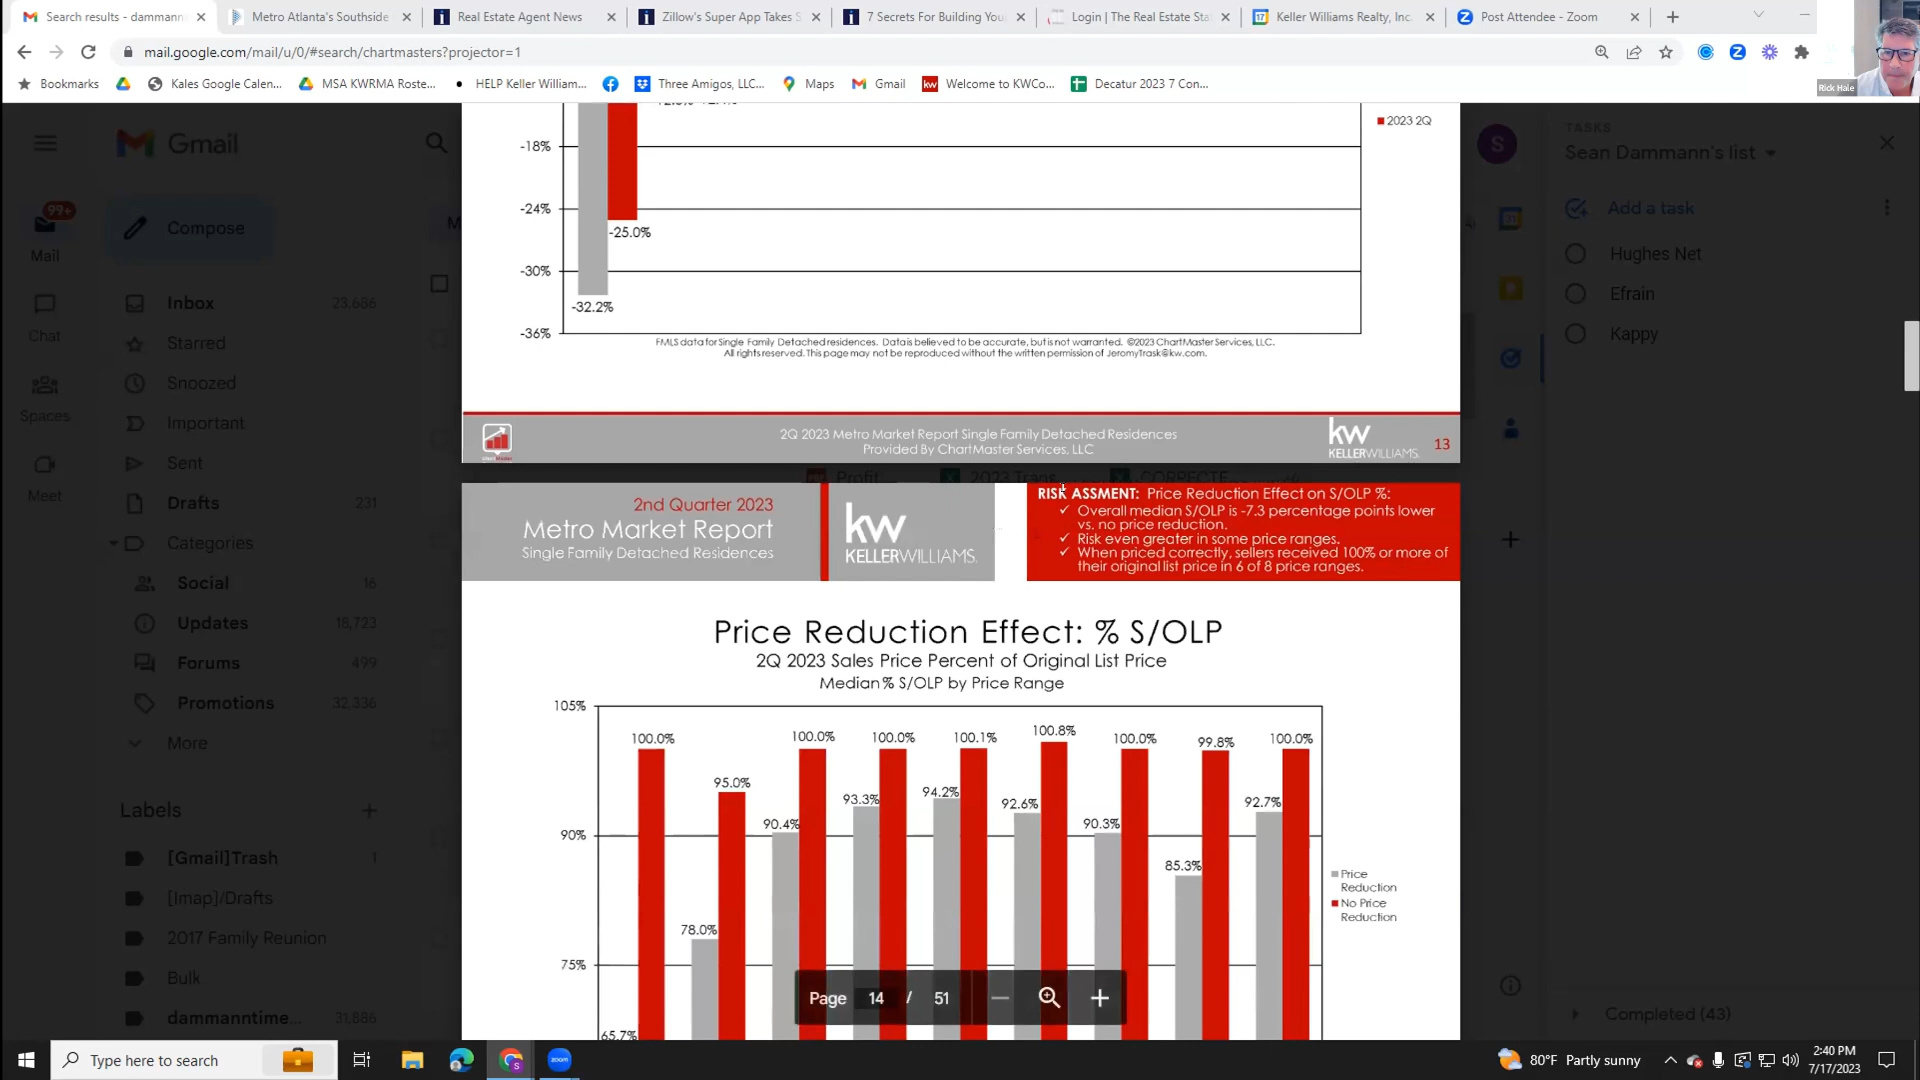 Search results - dammann
Metro Atlanta's Southside
Real Estate Agent News
Zillow's Super App Takes S
7 Secrets For Building You
Login | The Real Estate Sta
Keller Williams Realty, Inc.
Post Attendee - Zoom
mail.google.com/mail/u/0/#search/chartmasters?projector=1
Rick Hale
Bookmarks
Kales Google Calen...
MSA KWRMA Roste...
HELP Keller William...
Three Amigos, LLC...
Maps
Gmail
Welcome to KWCo...
Decatur 2023 7 Con...
Gmail
99+
Mail
Chat
Spaces
Meet
Compose
Inbox 23,686
Starred
Snoozed
Important
Sent
Drafts 231
Categories
Social 16
Updates 18,723
Forums 499
Promotions 32,336
More
Labels
[Gmail]Trash 1
[Imap]/Drafts
2017 Family Reunion
Bulk
dammanntime... 31,886
2023 2Q
-18%
-24%
-25.0%
-30%
-32.2%
-36%
FMLS data for Single Family Detached residences. Data is believed to be accurate, but is not warranted. ©2023 ChartMaster Services, LLC.
All rights reserved. This page may not be reproduced without the written permission of JeromyTrask@kw.com.
2Q 2023 Metro Market Report Single Family Detached Residences
Provided By ChartMaster Services, LLC
kw
KELLERWILLIAMS.
13
2nd Quarter 2023
Metro Market Report
Single Family Detached Residences
kw
KELLERWILLIAMS.
RISK ASSMENT: Price Reduction Effect on S/OLP %:
✓ Overall median S/OLP is -7.3 percentage points lower
vs. no price reduction.
✓ Risk even greater in some price ranges.
✓ When priced correctly, sellers received 100% or more of
their original list price in 6 of 8 price ranges.
Price Reduction Effect: % S/OLP
2Q 2023 Sales Price Percent of Original List Price
Median % S/OLP by Price Range
105%
90%
75%
65.7%
100.0%
78.0%
95.0%
90.4%
100.0%
93.3%
100.0%
94.2%
100.1%
92.6%
100.8%
90.3%
100.0%
85.3%
99.8%
92.7%
100.0%
Price
Reduction
No Price
Reduction
Page 14 / 51
S
TASKS
Sean Dammann's list
Add a task
Hughes Net
Efrain
Kappy
Completed (43)
Type here to search
zoom
80°F Partly sunny
2:40 PM
7/17/2023